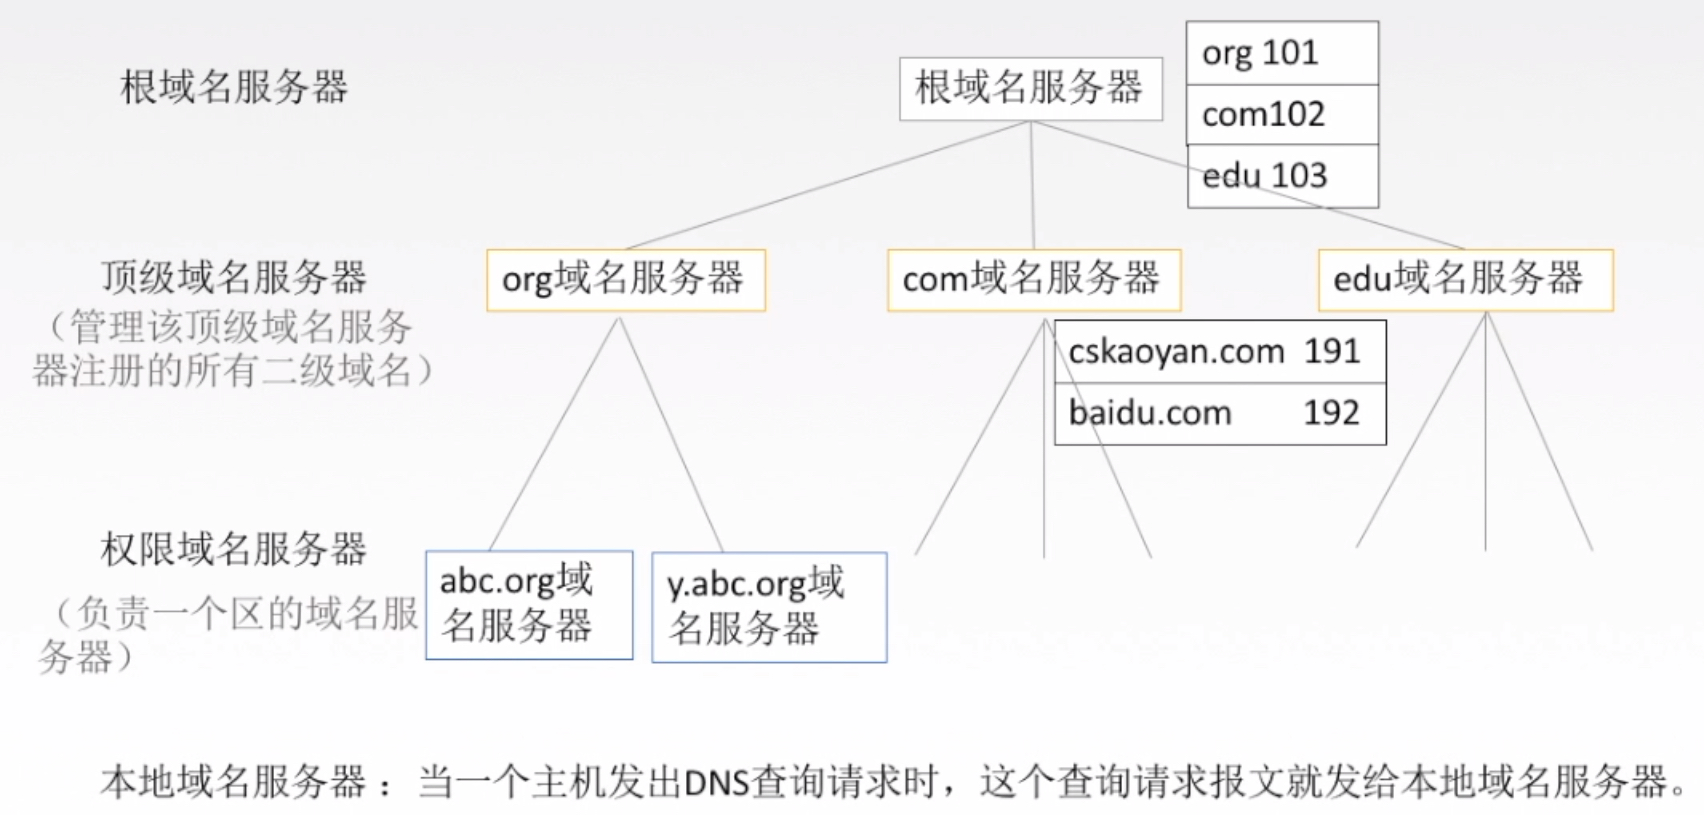 根域名服务器
根域名服务器
org 101
com102
edu 103
顶级域名服务器
（管理该顶级域名服务
器注册的所有二级域名）
org域名服务器
com域名服务器
edu域名服务器
cskaoyan.com 191
baidu.com 192
权限域名服务器
（负责一个区的域名服
务器）
abc.org域
名服务器
y.abc.org域
名服务器
本地域名服务器：当一个主机发出DNS查询请求时，这个查询请求报文就发给本地域名服务器。